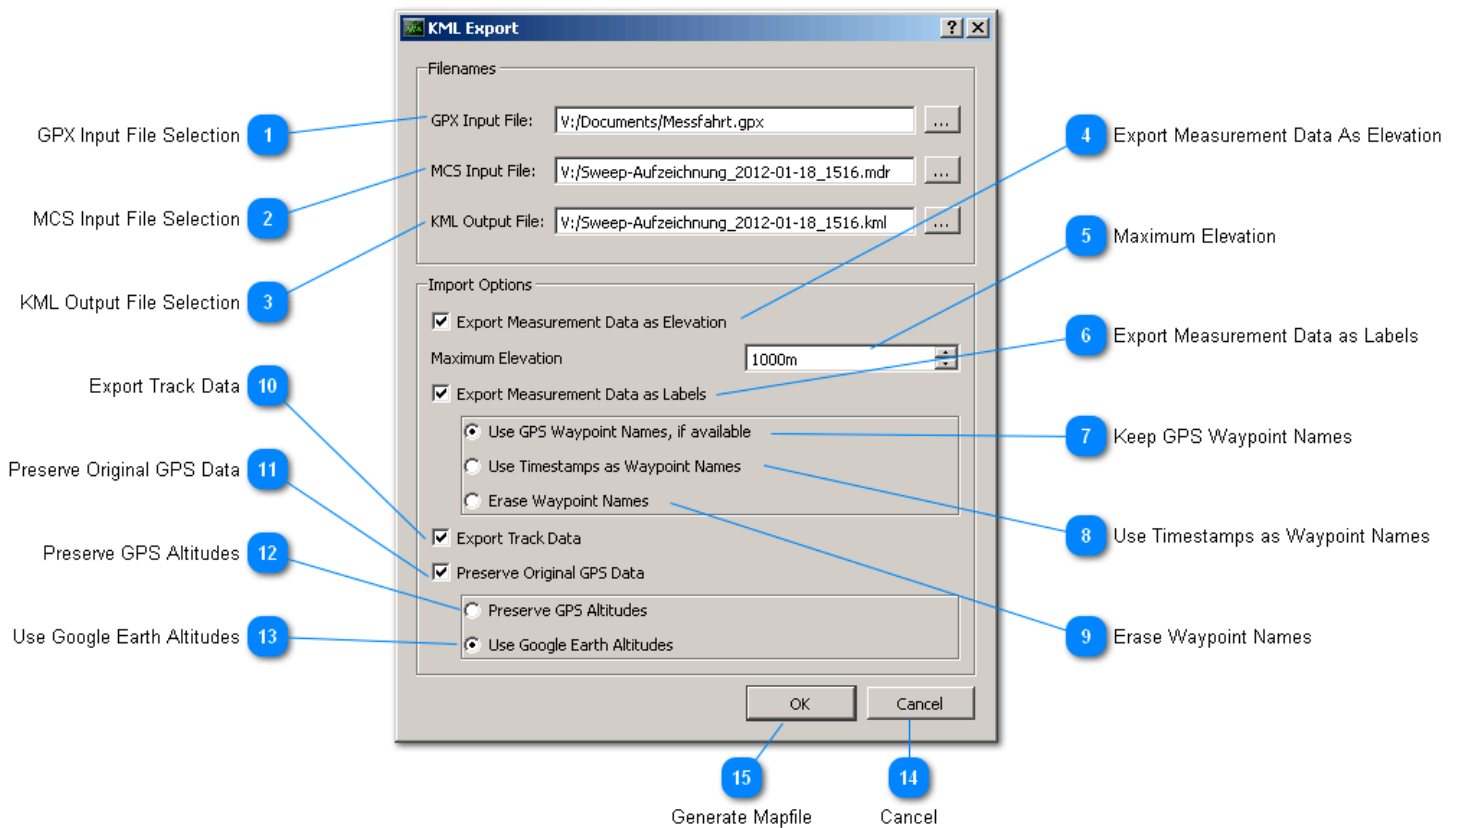 KML Export
Filenames
GPX Input File: V:/Documents/Messfahrt.gpx ...
MCS Input File: V:/Sweep-Aufzeichnung_2012-01-18_1516.mdr ...
KML Output File: V:/Sweep-Aufzeichnung_2012-01-18_1516.kml ...
Import Options
Export Measurement Data as Elevation
Maximum Elevation 1000m
Export Measurement Data as Labels
Use GPS Waypoint Names, if available
Use Timestamps as Waypoint Names
Erase Waypoint Names
Export Track Data
Preserve Original GPS Data
Preserve GPS Altitudes
Use Google Earth Altitudes
OK Cancel
GPX Input File Selection 1
MCS Input File Selection 2
KML Output File Selection 3
4 Export Measurement Data As Elevation
5 Maximum Elevation
6 Export Measurement Data as Labels
7 Keep GPS Waypoint Names
8 Use Timestamps as Waypoint Names
9 Erase Waypoint Names
Export Track Data 10
Preserve Original GPS Data 11
Preserve GPS Altitudes 12
Use Google Earth Altitudes 13
15 14
Generate Mapfile Cancel